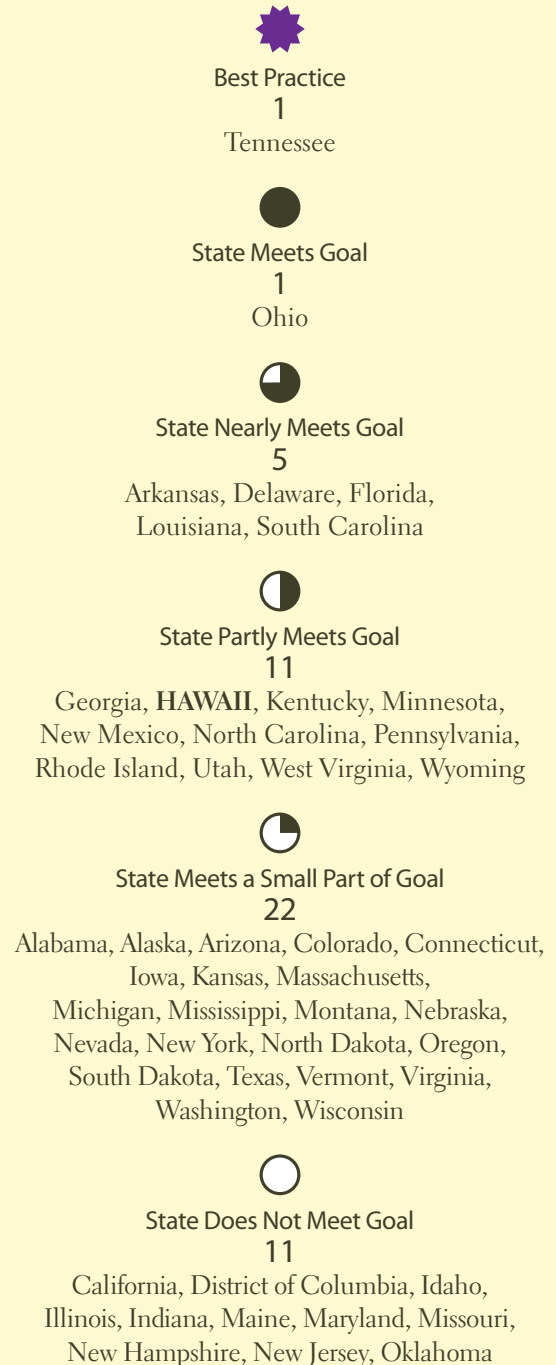 Best Practice
1
Tennessee
State Meets Goal
1
Ohio
State Nearly Meets Goal
5
Arkansas, Delaware, Florida,
Louisiana, South Carolina
State Partly Meets Goal
11
Georgia, HAWAII, Kentucky, Minnesota,
New Mexico, North Carolina, Pennsylvania,
Rhode Island, Utah, West Virginia, Wyoming
State Meets a Small Part of Goal
22
Alabama, Alaska, Arizona, Colorado, Connecticut,
Iowa, Kansas, Massachusetts,
Michigan, Mississippi, Montana, Nebraska,
Nevada, New York, North Dakota, Oregon,
South Dakota, Texas, Vermont, Virginia,
Washington, Wisconsin
State Does Not Meet Goal
11
California, District of Columbia, Idaho,
Illinois, Indiana, Maine, Maryland, Missouri,
New Hampshire, New Jersey, Oklahoma